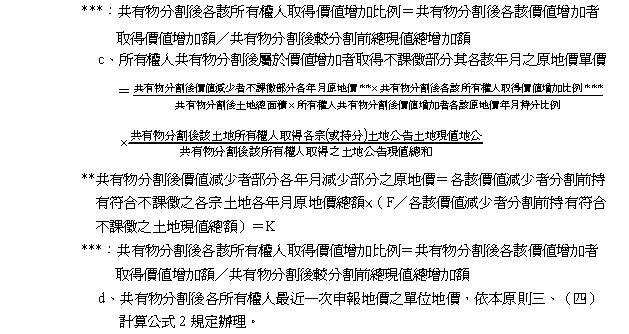 ***：共有物分割後各該所有權人取得價值增加比例＝共有物分割後各該價值增加者
取得價值增加額／共有物分割後較分割前總現值總增加額
c、所有權人共有物分割後屬於價值增加者取得不課徵部分其各該年月之原地價單價
＝共有物分割後價值減少者不課徵部分各年月原地價**×共有物分割後各該所有權人取得價值增加比例***
共有物分割後土地總面積×所有權人共有物分割後價值增加者各該原地價年月持分比例
×共有物分割後該土地所有權人取得各宗(或持分)土地公告土地現值地公
共有物分割後該所有權人取得之土地公告現值總和
**共有物分割後價值減少者部分各年月減少部分之原地價＝各該價值減少者分割前持
有符合不課徵之各宗土地各年月原地價總額x（F／各該價值減少者分割前持有符合
不課徵之土地現值總額）＝K
***：共有物分割後各該所有權人取得價值增加比例＝共有物分割後各該價值增加者
取得價值增加額／共有物分割後較分割前總現值總增加額
d、共有物分割後各所有權人最近一次申報地價之單位地價，依本原則三、（四）
計算公式2規定辦理。